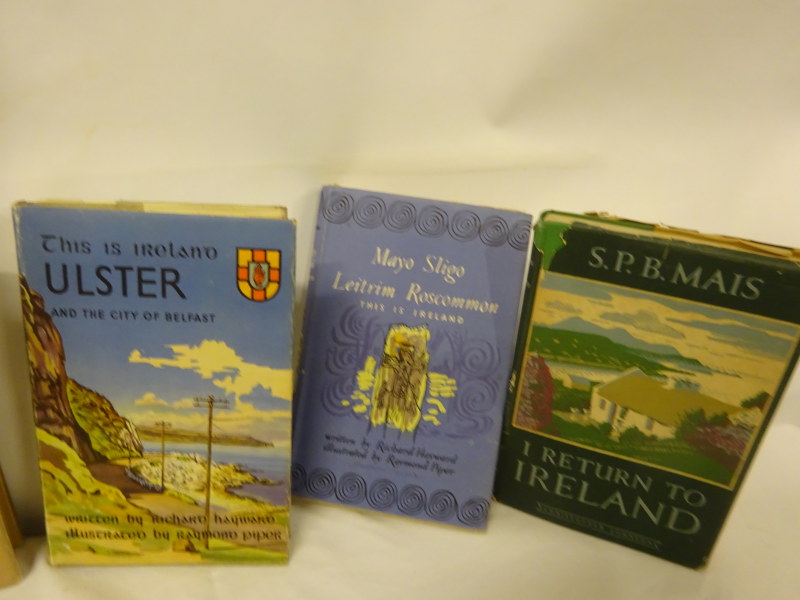 This is Ireland
ULSTER
AND THE CITY OF BELFAST
written by Richard Hayward
illustrated by Raymond Piper
Mayo Sligo
Leitrim Roscommon
THIS IS IRELAND
written by Richard Hayward
illustrated by Raymond Piper
S.P.B. MAIS
I RETURN TO
IRELAND